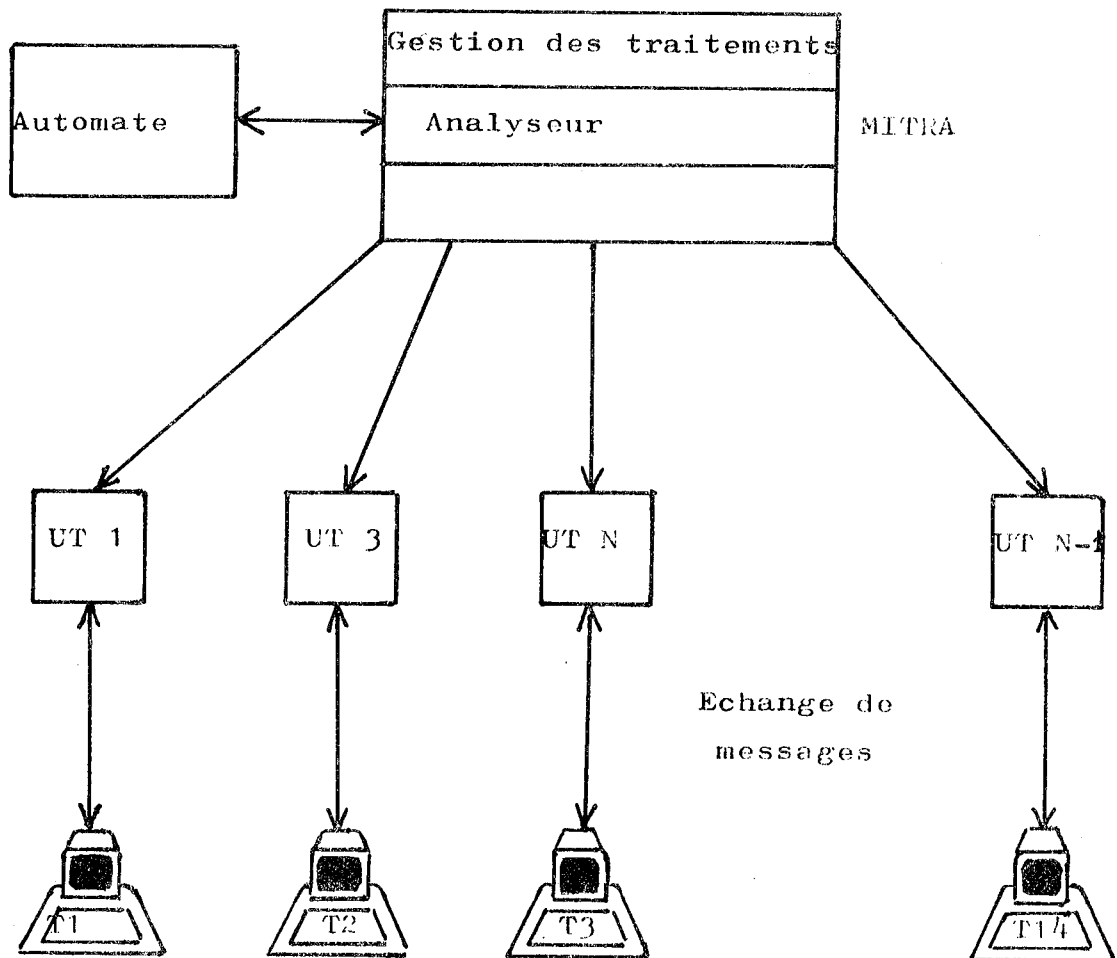 Gestion des traitements
Automate
Analyseur
MITRA
UT 1
UT 3
UT N
UT N-1
Echange de
messages
T1
T2
T3
T14